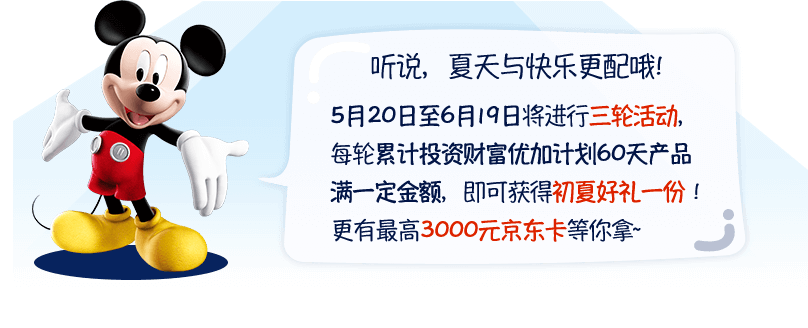 听说，夏天与快乐更配哦!
5月20日至6月19日将进行三轮活动,
每轮累计投资财富优加计划60天产品
满一定金额，即可获得初夏好礼一份！
更有最高3000元京东卡等你拿~